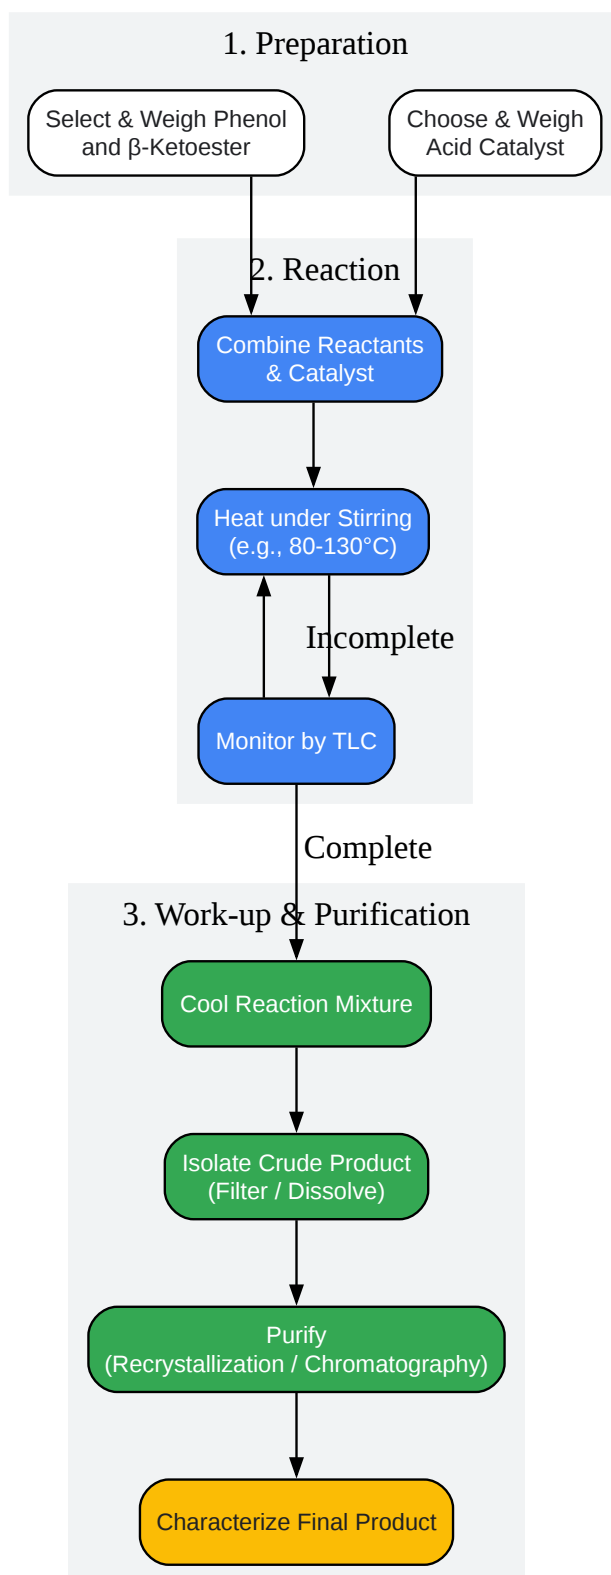 1. Preparation
Select & Weigh Phenol
and β-Ketoester
Choose & Weigh
Acid Catalyst
2. Reaction
Combine Reactants
& Catalyst
Heat under Stirring
(e.g., 80-130°C)
Incomplete
Monitor by TLC
Complete
3. Work-up & Purification
Cool Reaction Mixture
Isolate Crude Product
(Filter / Dissolve)
Purify
(Recrystallization / Chromatography)
Characterize Final Product